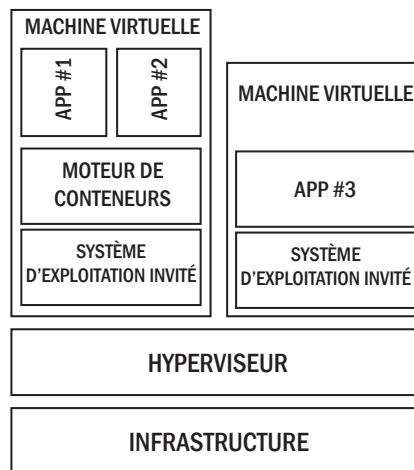 MACHINE VIRTUELLE
APP #1
APP #2
MOTEUR DE
CONTENEURS
SYSTÈME
D'EXPLOITATION INVITÉ
MACHINE VIRTUELLE
APP #3
SYSTÈME
D'EXPLOITATION INVITÉ
HYPERVISEUR
INFRASTRUCTURE